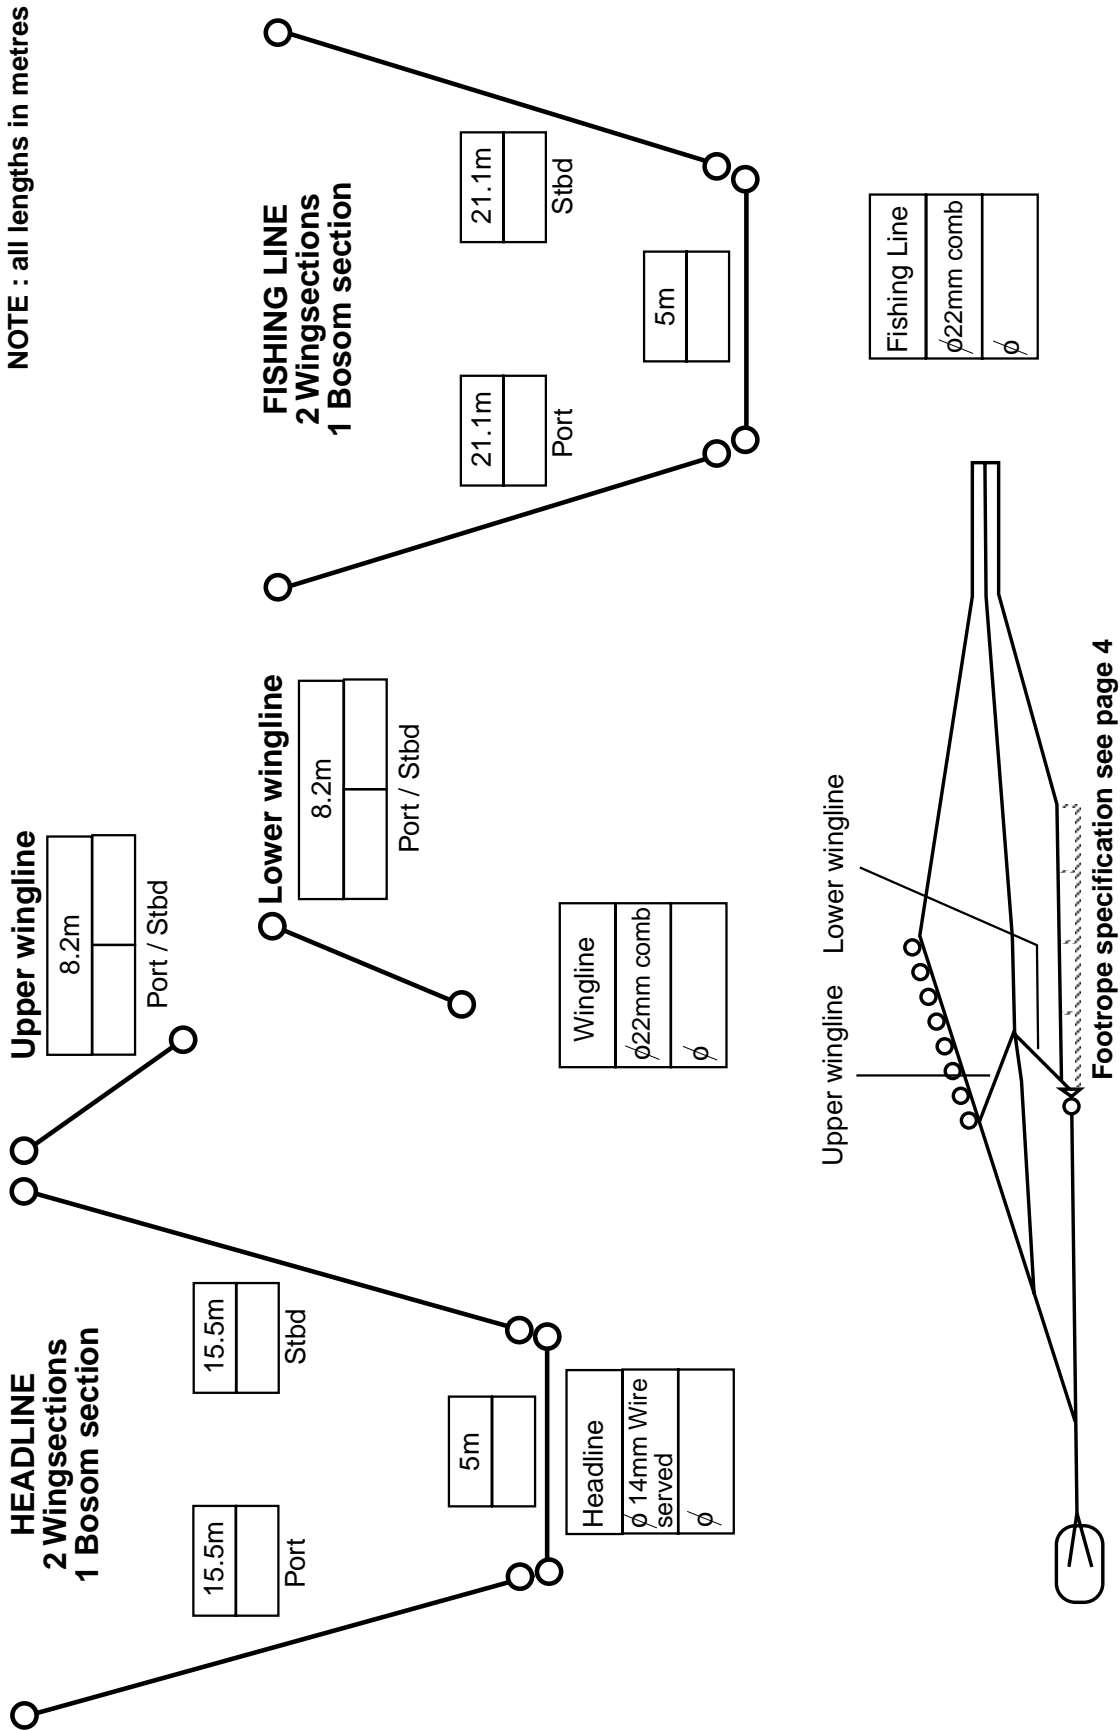 NOTE : all lengths in metres
HEADLINE
2 Wingsections
1 Bosom section
15.5m
Port
15.5m
Stbd
5m
Headline
ø 14mm Wire
served
ø
Upper wingline
8.2m
Port / Stbd
Lower wingline
8.2m
Port / Stbd
Wingline
ø22mm comb
ø
FISHING LINE
2 Wingsections
1 Bosom section
21.1m
Port
21.1m
Stbd
5m
Fishing Line
ø22mm comb
ø
Upper wingline
Lower wingline
Footrope specification see page 4